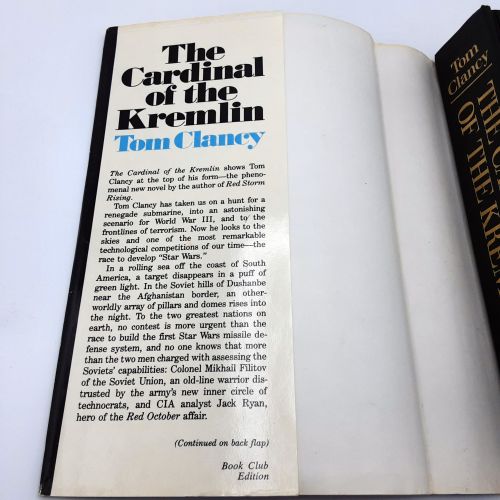 The
Cardinal
of the
Kremlin
Tom Clancy
The Cardinal of the Kremlin shows Tom
Clancy at the top of his form—the pheno-
menal new novel by the author of Red Storm
Rising.
Tom Clancy has taken us on a hunt for a
renegade submarine, into an astonishing
scenario for World War III, and to the
frontlines of terrorism. Now he looks to the
skies and one of the most remarkable
technological competitions of our time—the
race to develop “Star Wars.”
In a rolling sea off the coast of South
America, a target disappears in a puff of
green light. In the Soviet hills of Dushanbe
near the Afghanistan border, an other-
worldly array of pillars and domes rises into
the night. To the two greatest nations on
earth, no contest is more urgent than the
race to build the first Star Wars missile de-
fense system, and no one knows that more
than the two men charged with assessing the
Soviets’ capabilities: Colonel Mikhail Filitov
of the Soviet Union, an old-line warrior dis-
trusted by the army’s new inner circle of
technocrats, and CIA analyst Jack Ryan,
hero of the Red October affair.
(Continued on back flap)
Book Club
Edition
Tom
Clancy
THE
OF THE